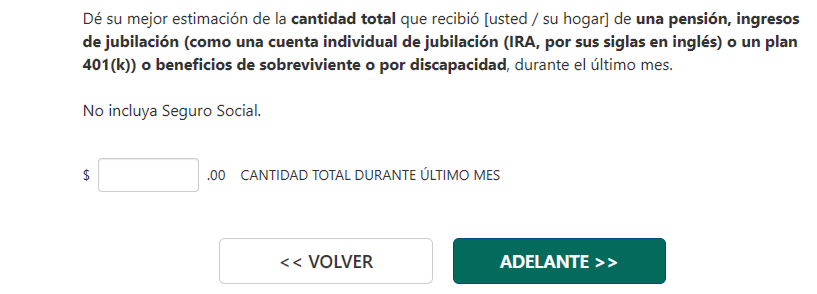 Dé su mejor estimación de la cantidad total que recibió [usted / su hogar] de una pensión, ingresos
de jubilación (como una cuenta individual de jubilación (IRA, por sus siglas en inglés) o un plan
401(k)) o beneficios de sobreviviente o por discapacidad, durante el último mes.
No incluya Seguro Social.
$ .00 CANTIDAD TOTAL DURANTE ÚLTIMO MES
<< VOLVER
ADELANTE >>